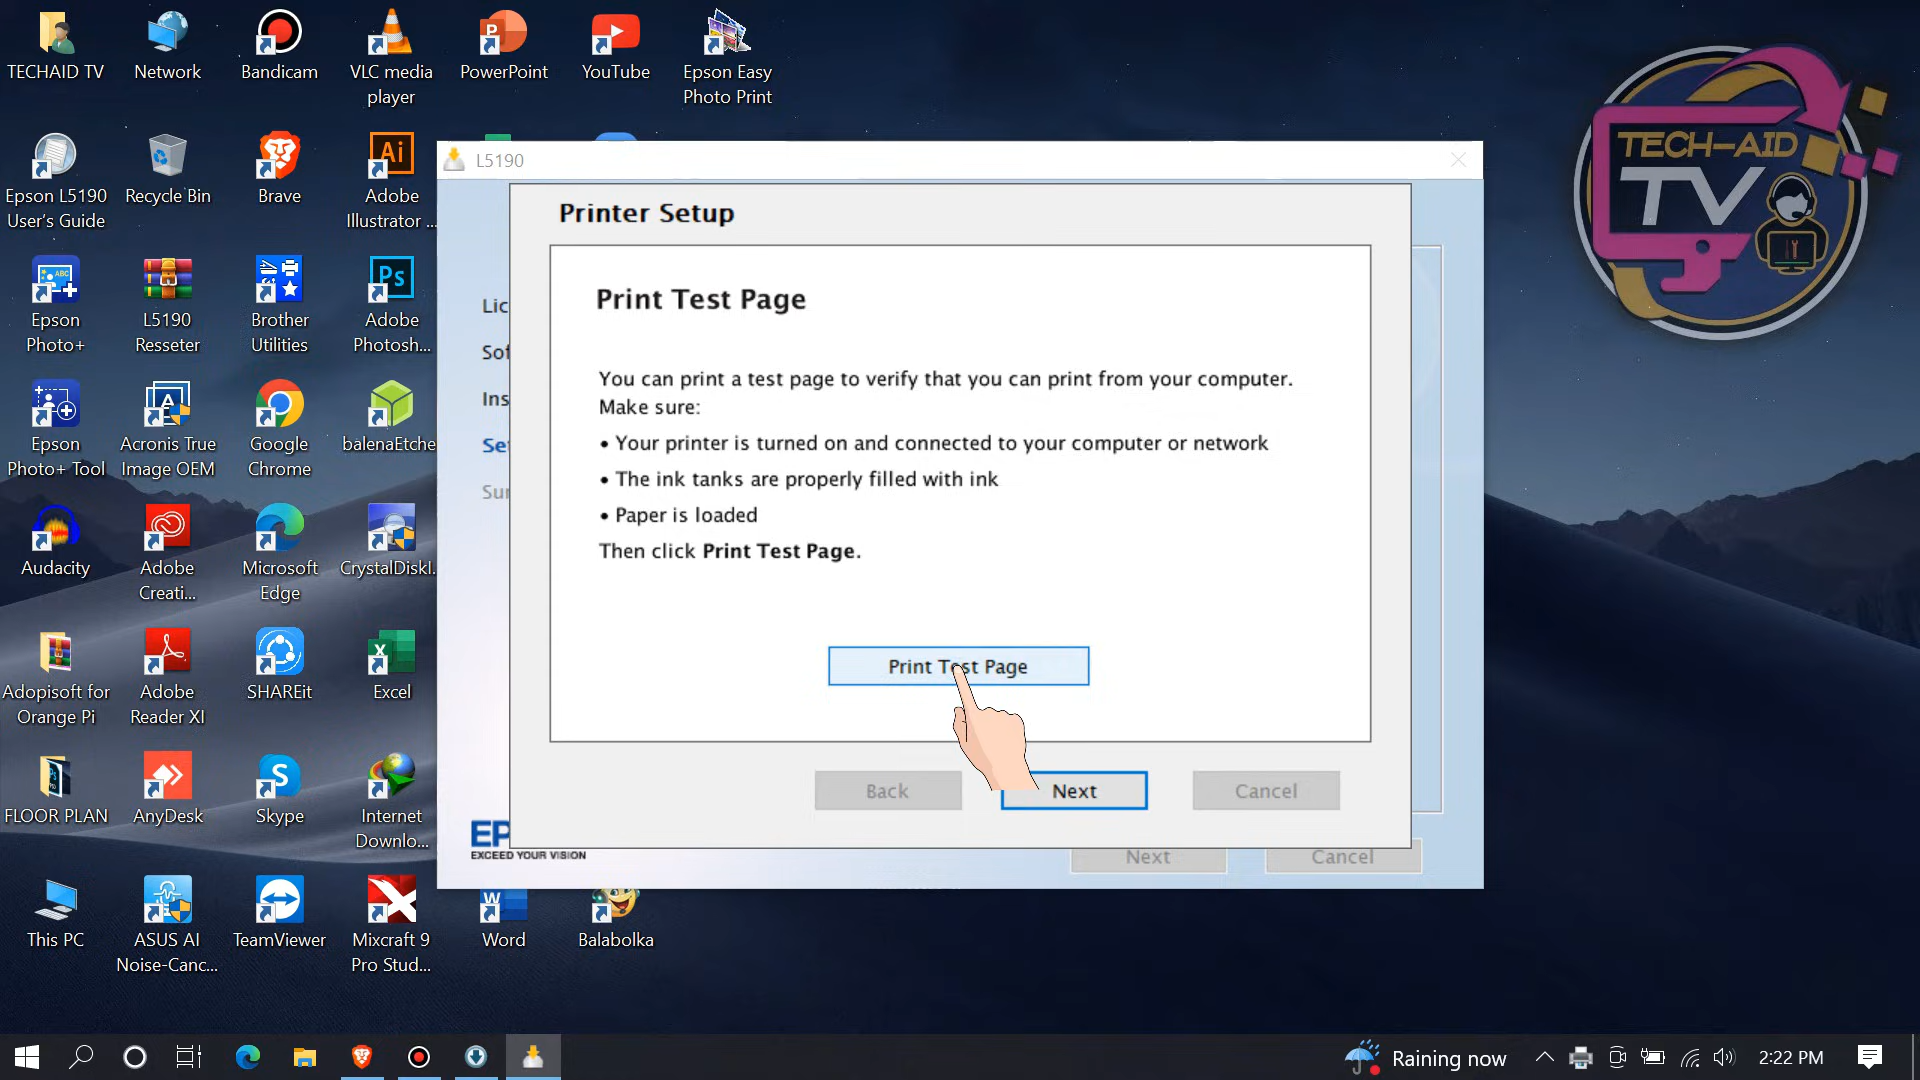 TECHAID TV
Network
Bandicam
VLC media
player
PowerPoint
YouTube
Epson Easy
Photo Print
Epson L5190
User's Guide
Recycle Bin
Brave
Adobe
Illustrator ...
Epson
Photo+
L5190
Resseter
Brother
Utilities
Adobe
Photosh...
Epson
Photo+ Tool
Acronis True
Image OEM
Google
Chrome
balenaEtche
Audacity
Adobe
Creati...
Microsoft
Edge
CrystalDiskI.
Adopisoft for
Orange Pi
Adobe
Reader XI
SHAREit
Excel
FLOOR PLAN
AnyDesk
Skype
Internet
Downlo...
This PC
ASUS AI
Noise-Canc...
TeamViewer
Mixcraft 9
Pro Stud...
Word
Balabolka
TECH-AID
TV
L5190
Lic
Sof
Ins
Set
Sur
Printer Setup
Print Test Page
You can print a test page to verify that you can print from your computer.
Make sure:
• Your printer is turned on and connected to your computer or network
• The ink tanks are properly filled with ink
• Paper is loaded
Then click Print Test Page.
Print Test Page
Back
Next
Cancel
EP
EXCEED YOUR VISION
Next
Cancel
Raining now
2:22 PM